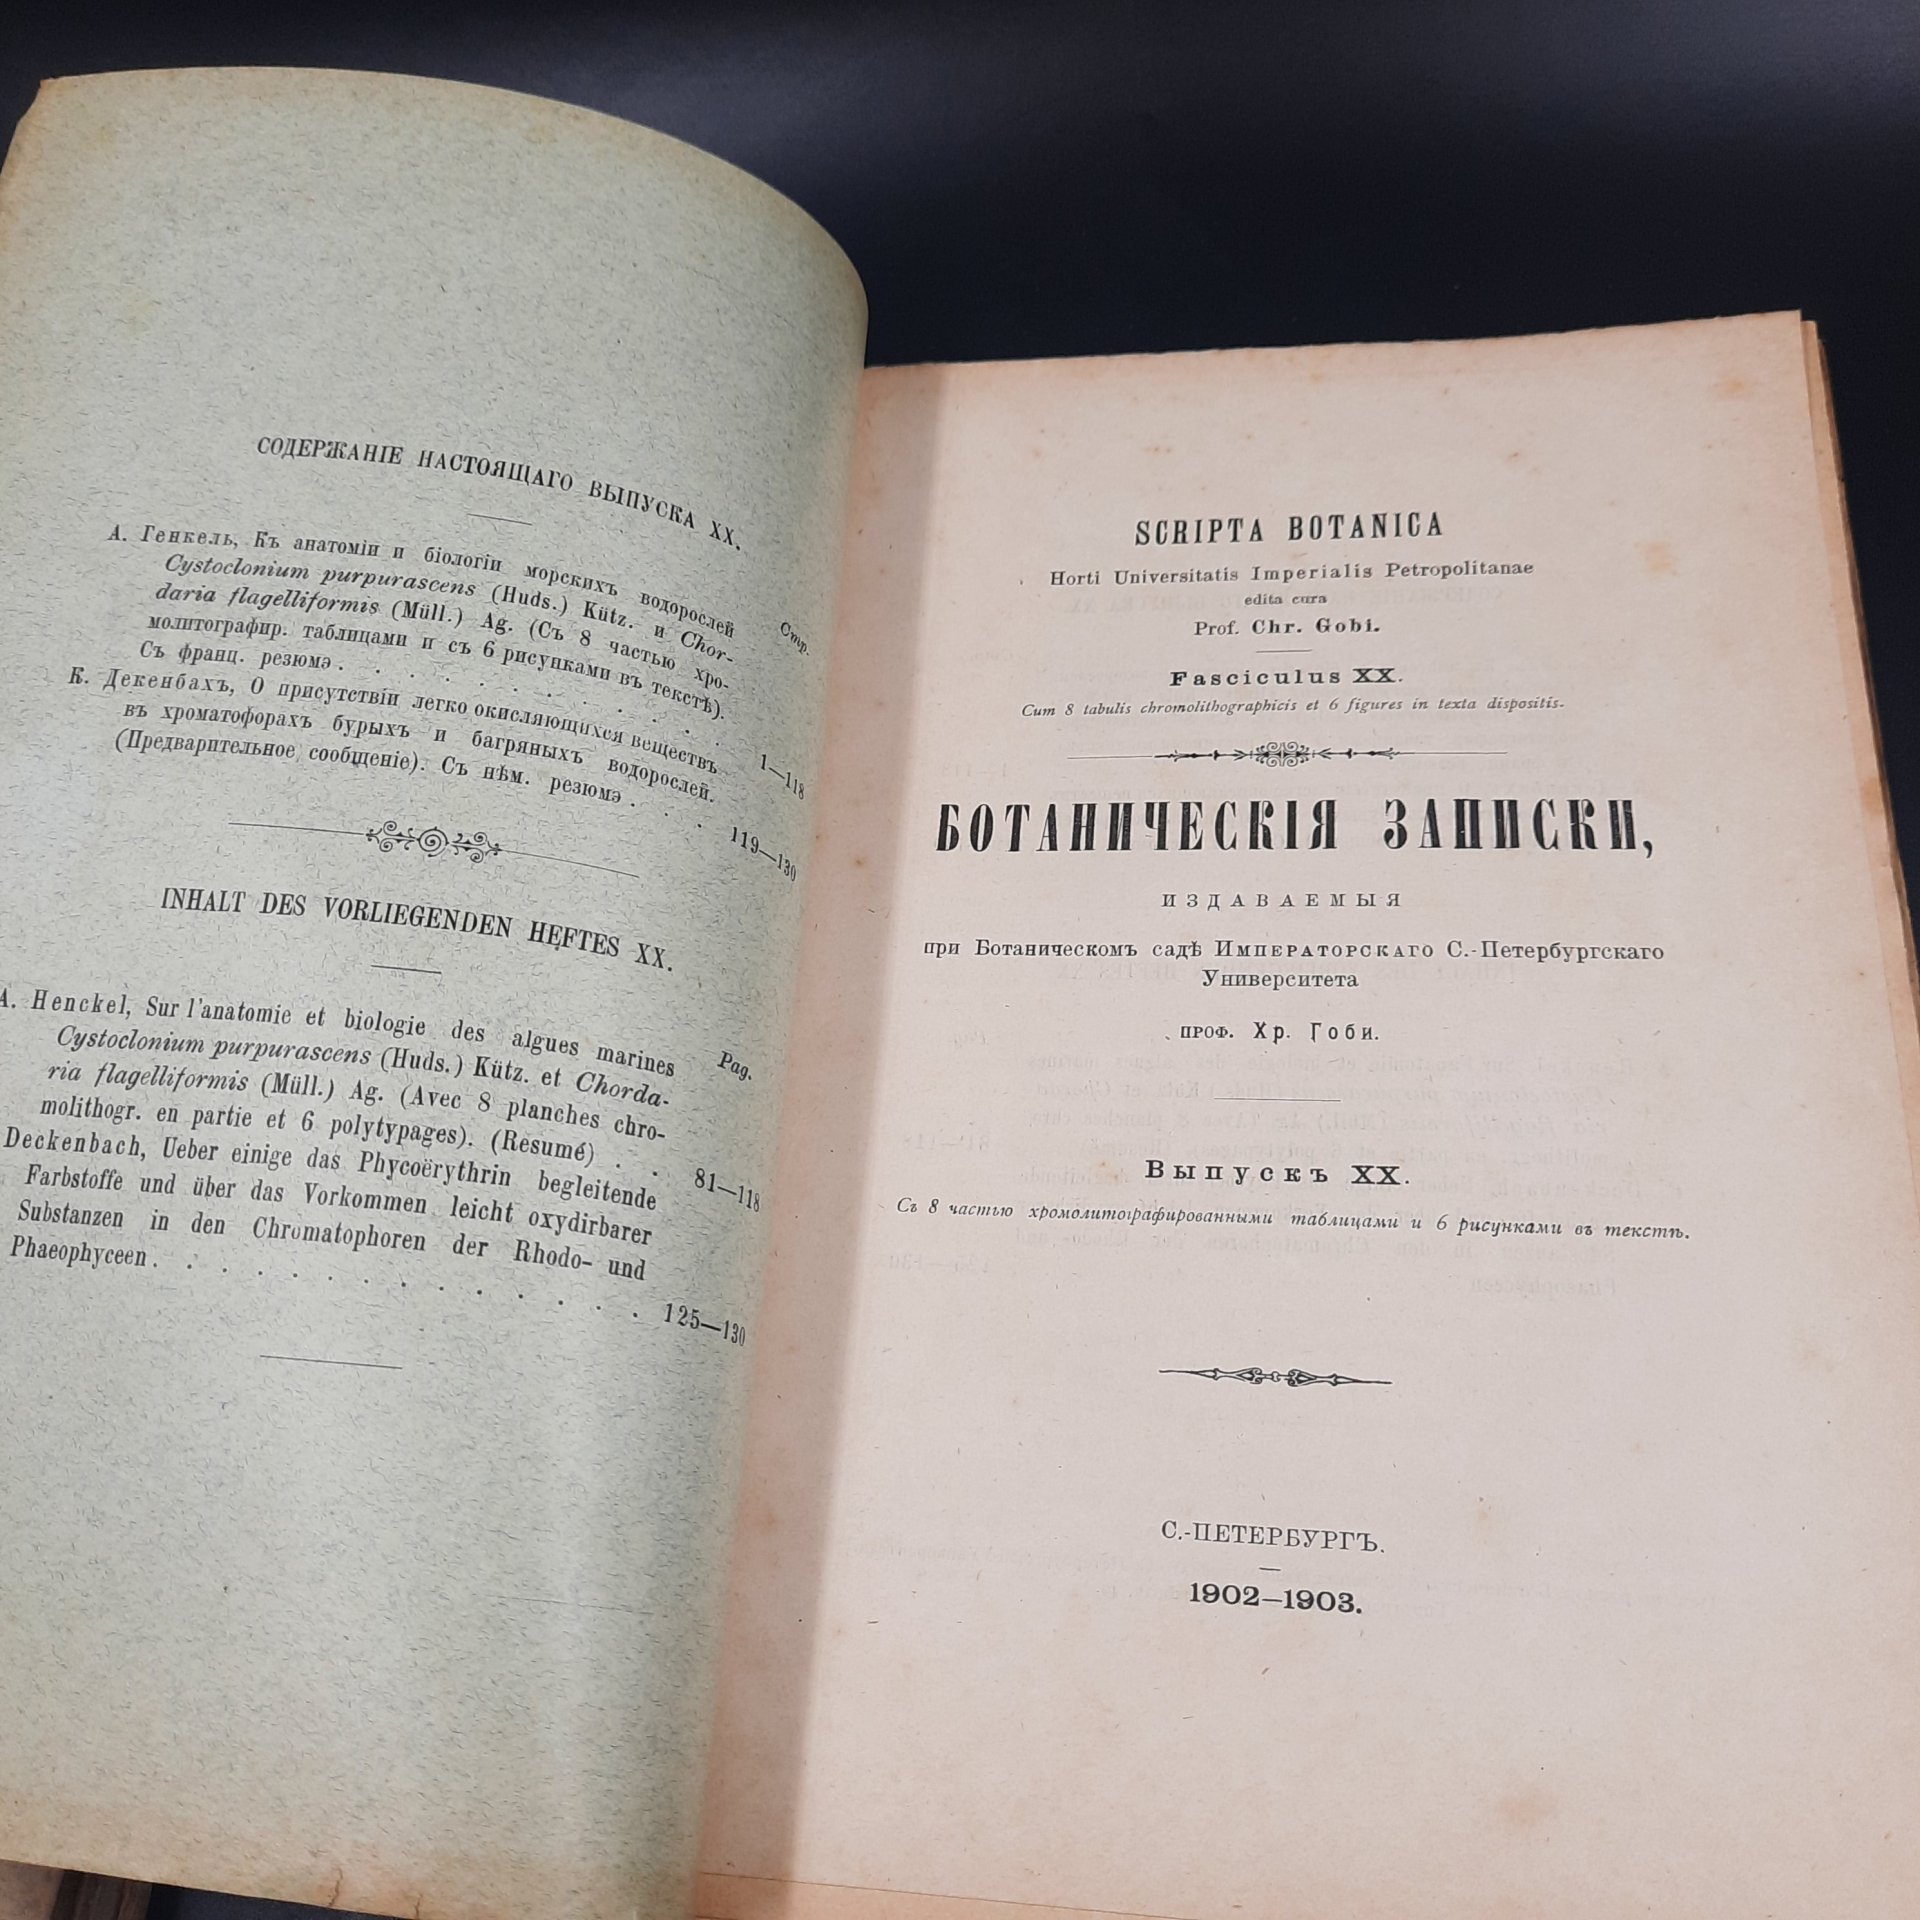 СОДЕРЖАНІЕ НАСТОЯЩАГО ВЫПУСКА XX.
Стр.
А. Генкель, Къ анатоміи и біологіи морскихъ водорослей
Cystoclonium purpurascens (Huds.) Kütz. и Chor-
daria flagelliformis (Müll.) Ag. (Съ 8 частью хро-
молитографир. таблицами и съ 6 рисунками въ текстѣ).
Съ франц. резюмэ . . . . . . . . . . . 1—118
К. Декенбахъ, О присутствіи легко окисляющихся веществъ
въ хроматофорахъ бурыхъ и багряныхъ водорослей.
(Предварительное сообщеніе). Съ нѣм. резюмэ . . . 119—130
INHALT DES VORLIEGENDEN HEFTES XX.
Pag.
A. Henckel, Sur l'anatomie et biologie des algues marines
Cystoclonium purpurascens (Huds.) Kütz. et Chorda-
ria flagelliformis (Müll.) Ag. (Avec 8 planches chro-
molithogr. en partie et 6 polytypages). (Resumé) . . 81—118
Deckenbach, Ueber einige das Phycoërythrin begleitende
Farbstoffe und über das Vorkommen leicht oxydirbarer
Substanzen in den Chromatophoren der Rhodo- und
Phaeophyceen . . . . . . . . . . . . . . 125—130
SCRIPTA BOTANICA
Horti Universitatis Imperialis Petropolitanae
edita cura
Prof. Chr. Gobi.
Fasciculus XX.
Cum 8 tabulis chromolithographicis et 6 figures in texta dispositis.
БОТАНИЧЕСКІЯ ЗАПИСКИ,
ИЗДАВАЕМЫЯ
при Ботаническомъ садѣ ИМПЕРАТОРСКАГО С.-Петербургскаго
Университета
ПРОФ. Хр. Гоби.
Выпускъ XX.
Съ 8 частью хромолитографированными таблицами и 6 рисунками въ текстѣ.
С.-ПЕТЕРБУРГЪ.
1902—1903.